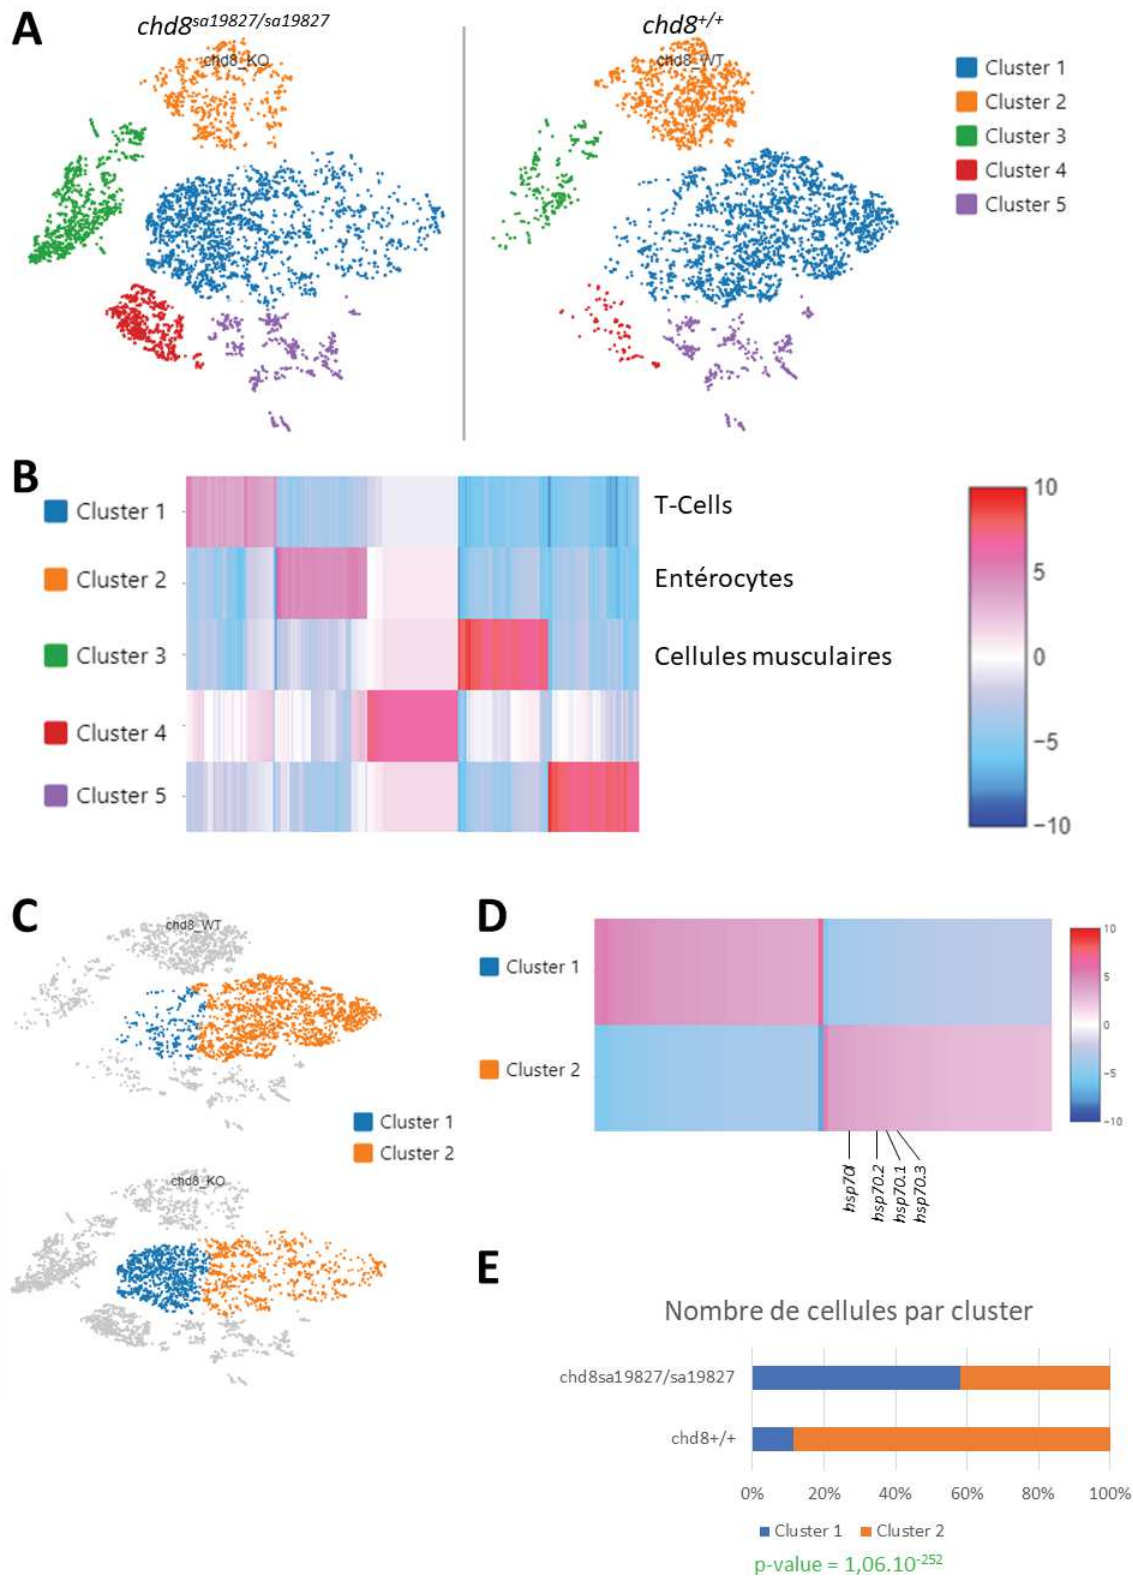 A
chd8sa19827/sa19827
chd8+/+
chd8_KO
chd8_WT
Cluster 1
Cluster 2
Cluster 3
Cluster 4
Cluster 5
B
Cluster 1
Cluster 2
Cluster 3
Cluster 4
Cluster 5
T-Cells
Entérocytes
Cellules musculaires
10
5
0
−5
−10
C
chd8_WT
Cluster 1
Cluster 2
chd8_KO
D
Cluster 1
Cluster 2
10
5
0
−5
−10
hsp70l
hsp70.2
hsp70.1
hsp70.3
E
Nombre de cellules par cluster
chd8sa19827/sa19827
chd8+/+
0% 20% 40% 60% 80% 100%
Cluster 1 Cluster 2
p-value = 1,06.10-252